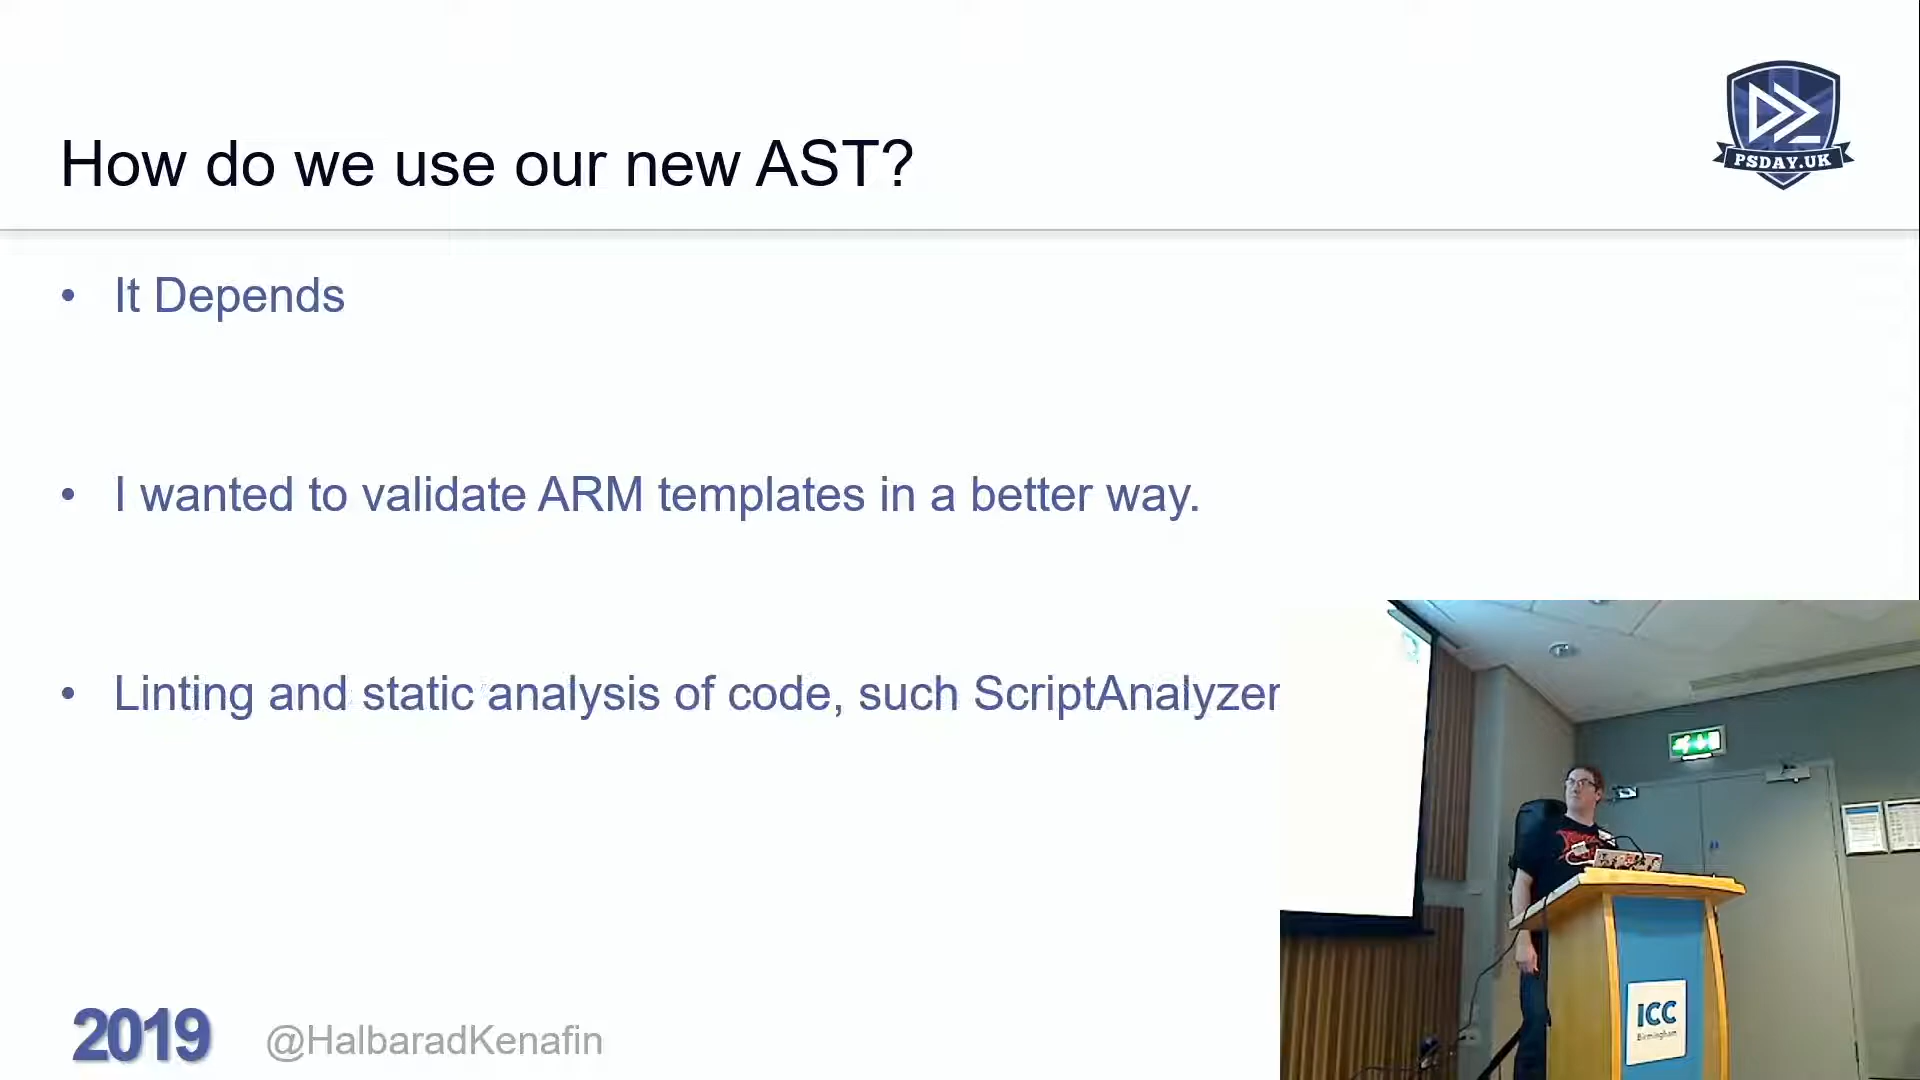 How do we use our new AST?
PSDAY.UK
• It Depends
• I wanted to validate ARM templates in a better way.
• Linting and static analysis of code, such ScriptAnalyzer
2019
@HalbaradKenafin
ICC
Birmingham